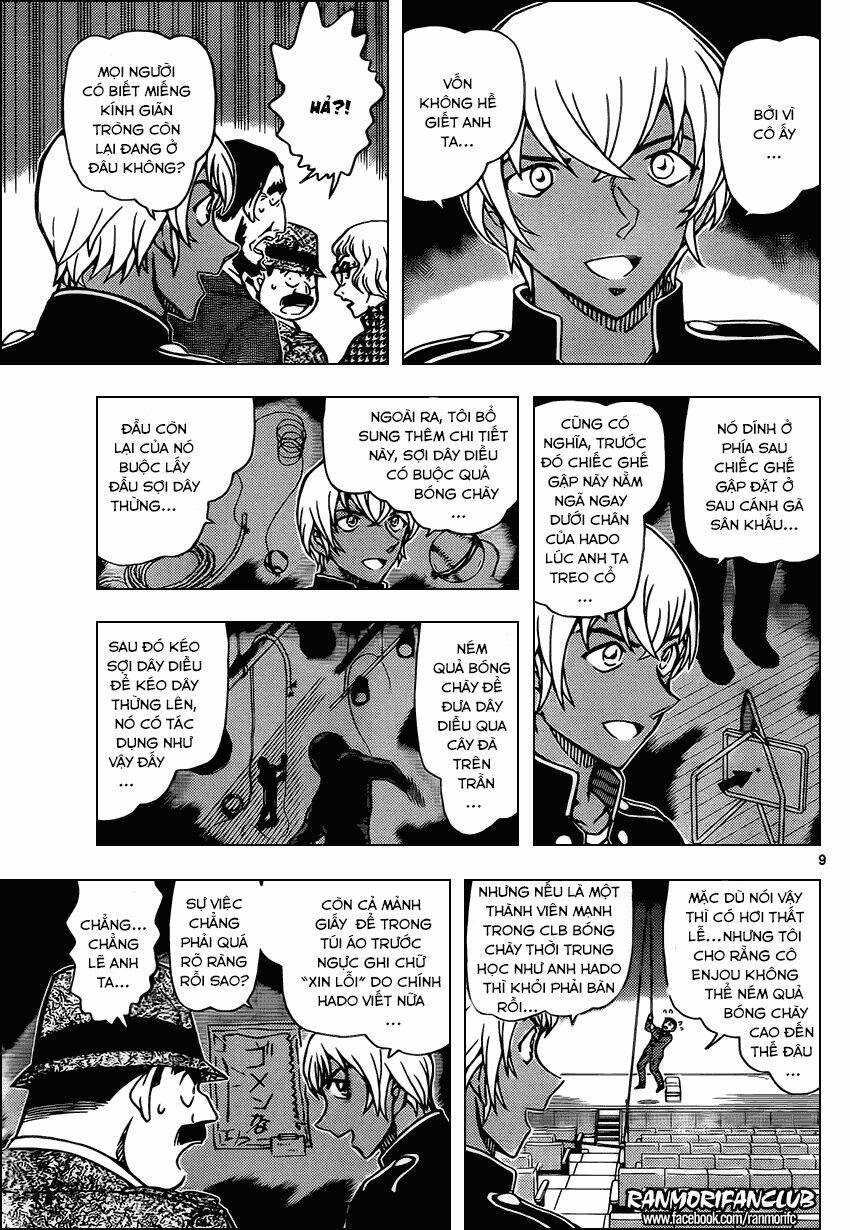 BỞI VÌ
CÔ ẤY
...
VỐN
KHÔNG HỀ
GIẾT ANH
TA...
HẢ?!
MỌI NGƯỜI
CÓ BIẾT MIẾNG
KÍNH GIÃN
TRÒNG CÒN
LẠI ĐANG Ở
ĐÂU KHÔNG?
NÓ DÍNH Ở
PHÍA SAU
CHIẾC GHẾ
GẬP ĐẶT Ở
SAU CÁNH GÀ
SÂN KHẤU...
CŨNG CÓ
NGHĨA, TRƯỚC
ĐÓ CHIẾC GHẾ
GẬP NÀY NẰM
NGÃ NGAY
DƯỚI CHÂN
CỦA HADO
LÚC ANH TA
TREO CỔ
...
NGOÀI RA, TÔI BỔ
SUNG THÊM CHI TIẾT
NÀY, SỢI DÂY DIỀU
CÓ BUỘC QUẢ
BÓNG CHÀY
...
ĐẦU CÒN
LẠI CỦA NÓ
BUỘC LẤY
ĐẦU SỢI DÂY
THỪNG...
NÉM
QUẢ BÓNG
CHÀY ĐỂ
ĐƯA DÂY
DIỀU QUA
CÂY ĐÀ
TRÊN
TRẦN
...
SAU ĐÓ KÉO
SỢI DÂY DIỀU
ĐỂ KÉO DÂY
THỪNG LÊN,
NÓ CÓ TÁC
DỤNG NHƯ
VẬY ĐẤY
...
9
MẶC DÙ NÓI VẬY
THÌ CÓ HƠI THẤT
LỄ...NHƯNG TÔI
CHO RẰNG CÔ
ENJOU KHÔNG
THỂ NÉM QUẢ
BÓNG CHÀY
CAO ĐẾN
THẾ ĐÂU
...
NHƯNG NẾU LÀ MỘT
THÀNH VIÊN MẠNH
TRONG CLB BÓNG
CHÀY THỜI TRUNG
HỌC NHƯ ANH HADO
THÌ KHỎI PHẢI BÀN
RỒI...
CÒN CẢ MẢNH
GIẤY ĐỂ TRONG
TÚI ÁO TRƯỚC
NGỰC GHI CHỮ
"XIN LỖI" DO CHÍNH
HADO VIẾT NỮA
...
SỰ VIỆC
CHẲNG
PHẢI QUÁ
RÕ RÀNG
RỒI SAO?
CHẲNG...
CHẲNG
LẼ ANH
TA...
ゴメンな
RANMORIFANCLUB
www.facebook.com/ranmorifc